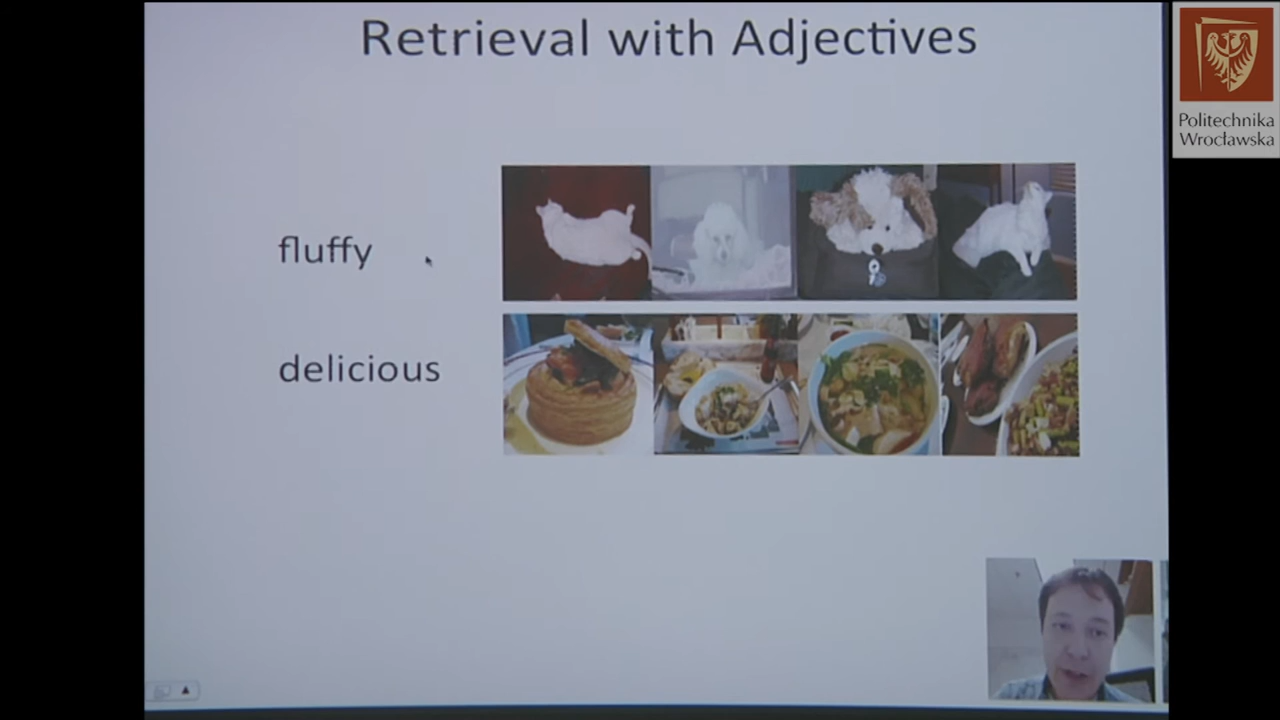 Retrieval with Adjectives
Politechnika
Wrocławska
fluffy
delicious